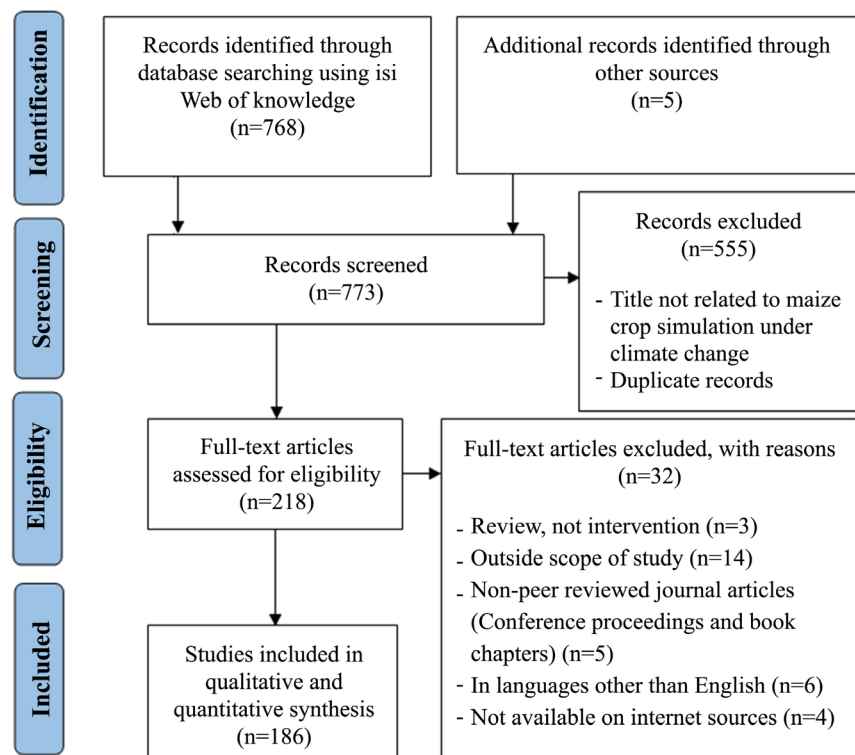 Identification
Records identified through
database searching using isi
Web of knowledge
(n=768)
Additional records identified through
other sources
(n=5)
Screening
Records screened
(n=773)
Records excluded
(n=555)
- Title not related to maize
crop simulation under
climate change
- Duplicate records
Eligibility
Full-text articles
assessed for eligibility
(n=218)
Full-text articles excluded, with reasons
(n=32)
- Review, not intervention (n=3)
- Outside scope of study (n=14)
- Non-peer reviewed journal articles
(Conference proceedings and book
chapters) (n=5)
- In languages other than English (n=6)
- Not available on internet sources (n=4)
Included
Studies included in
qualitative and
quantitative synthesis
(n=186)